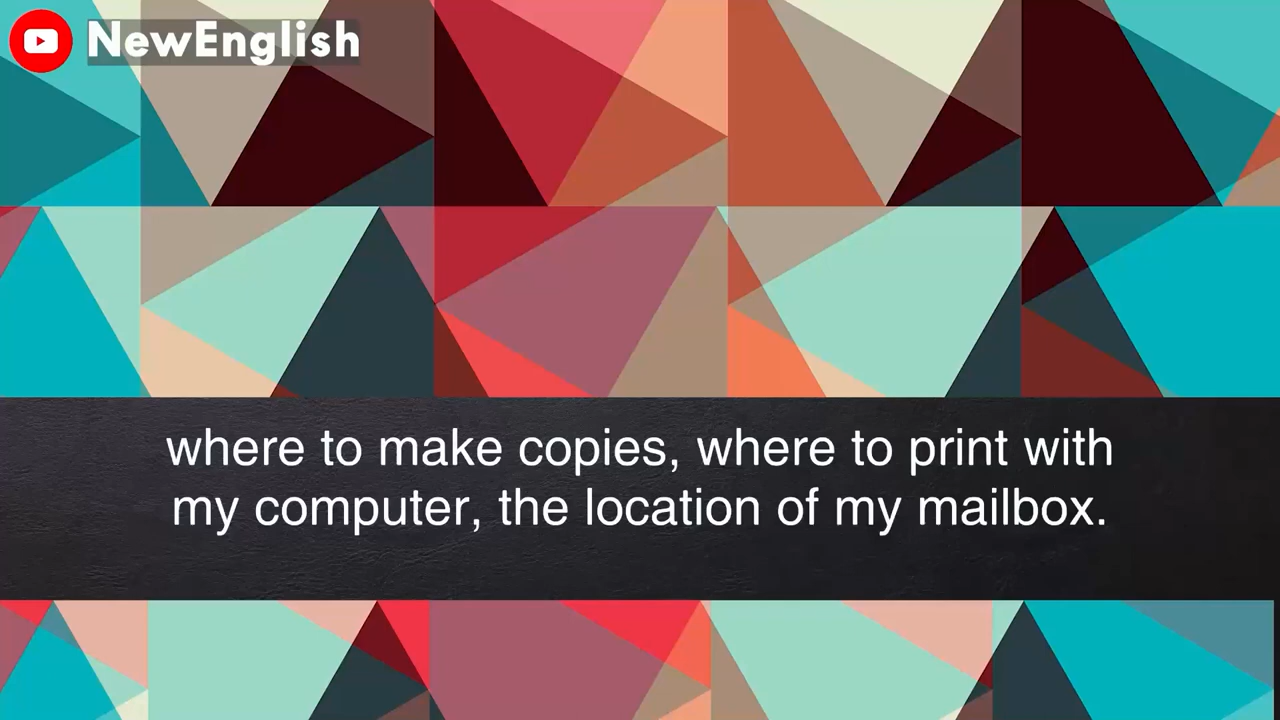 NewEnglish
where to make copies, where to print with
my computer, the location of my mailbox.